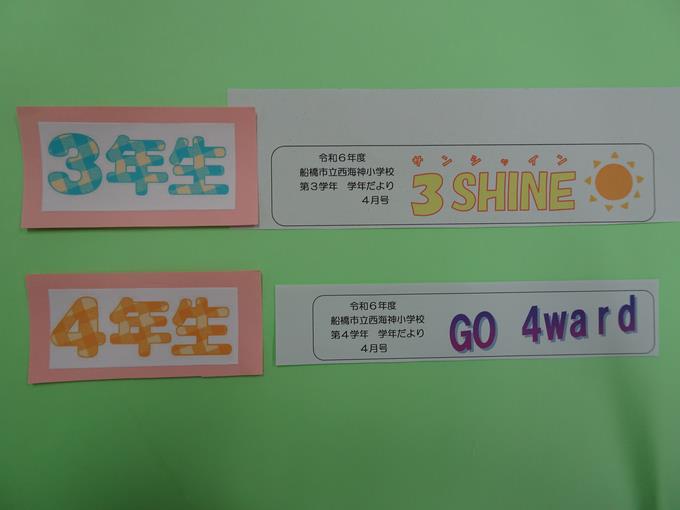 3年生
令和6年度
船橋市立西海神小学校
第3学年 学年だより
4月号
サンシャイン
3 SHINE
4年生
令和6年度
船橋市立西海神小学校
第4学年 学年だより
4月号
GO 4ward